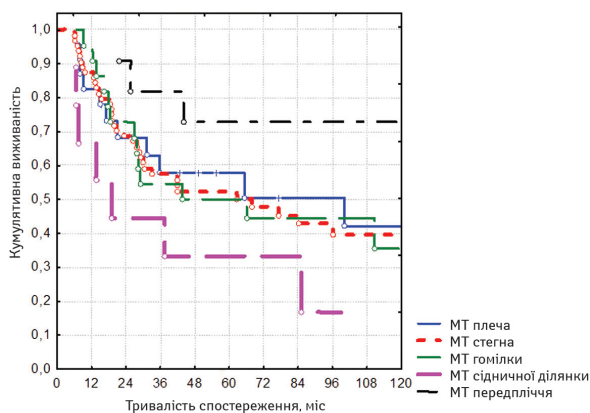 Кумулятивна виживаність
1,0
0,9
0,8
0,7
0,6
0,5
0,4
0,3
0,2
0,1
0,0
0 12 24 36 48 60 72 84 96 108 120
Тривалість спостереження, міс
МТ плеча
МТ стегна
МТ гомілки
МТ сідничної ділянки
МТ передпліччя